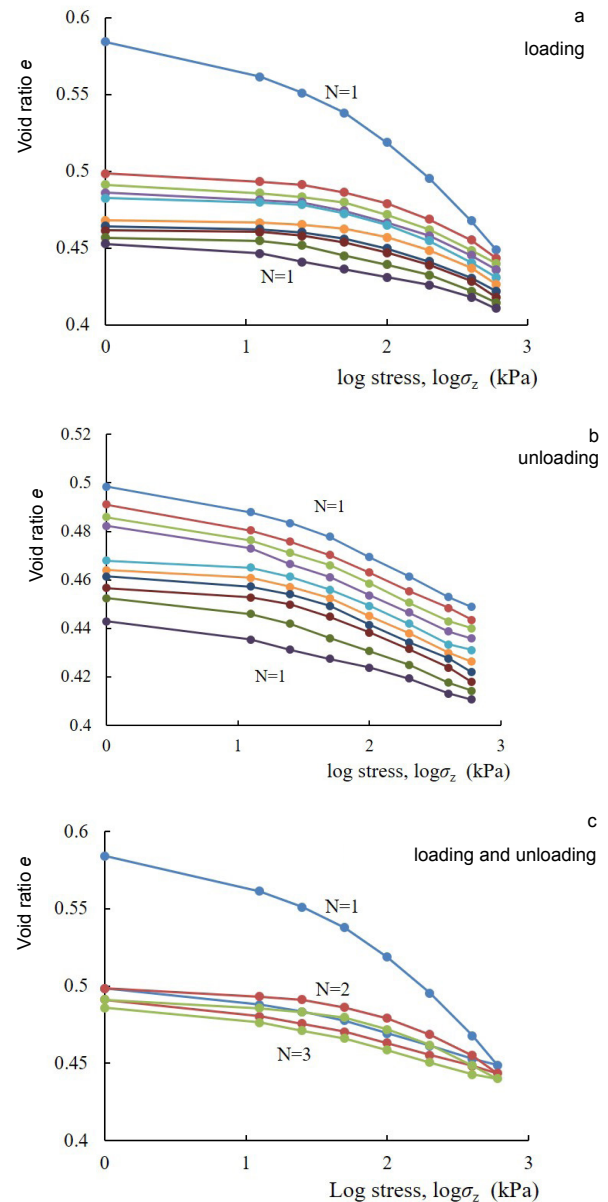 a
loading
0.6
0.55
0.5
0.45
0.4
Void ratio e
N=1
N=1
0
1
2
3
log stress, logσz (kPa)
b
unloading
0.52
0.5
0.48
0.46
0.44
0.42
0.4
Void ratio e
N=1
N=1
0
1
2
3
log stress, logσz (kPa)
c
loading and unloading
0.6
0.55
0.5
0.45
0.4
Void ratio e
N=1
N=2
N=3
0
1
2
3
Log stress, logσz (kPa)